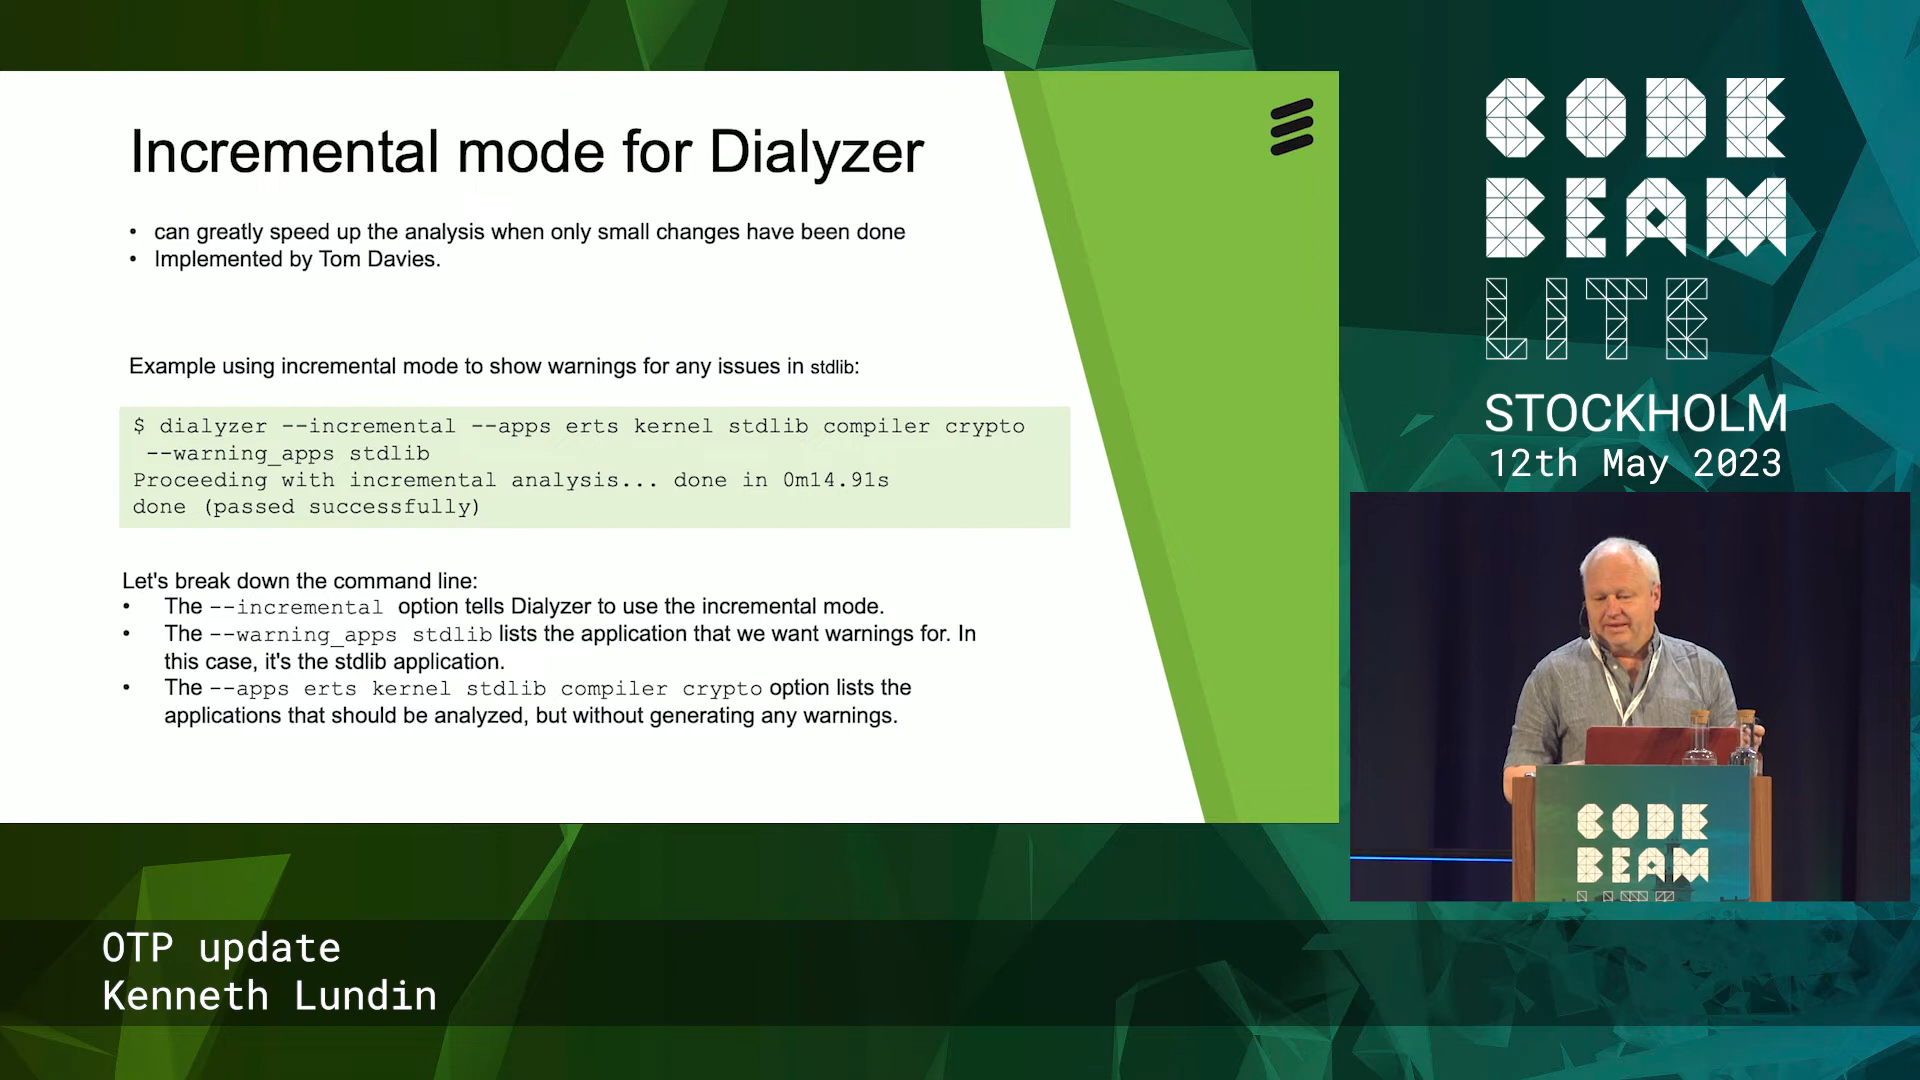 Incremental mode for Dialyzer
• can greatly speed up the analysis when only small changes have been done
• Implemented by Tom Davies.
Example using incremental mode to show warnings for any issues in stdlib:
$ dialyzer --incremental --apps erts kernel stdlib compiler crypto
--warning_apps stdlib
Proceeding with incremental analysis... done in 0m14.91s
done (passed successfully)
Let's break down the command line:
• The --incremental option tells Dialyzer to use the incremental mode.
• The --warning_apps stdlib lists the application that we want warnings for. In
this case, it's the stdlib application.
• The --apps erts kernel stdlib compiler crypto option lists the
applications that should be analyzed, but without generating any warnings.
CODE
BEAM
LITE
STOCKHOLM
12th May 2023
CODE
BEAM
LITE
OTP update
Kenneth Lundin